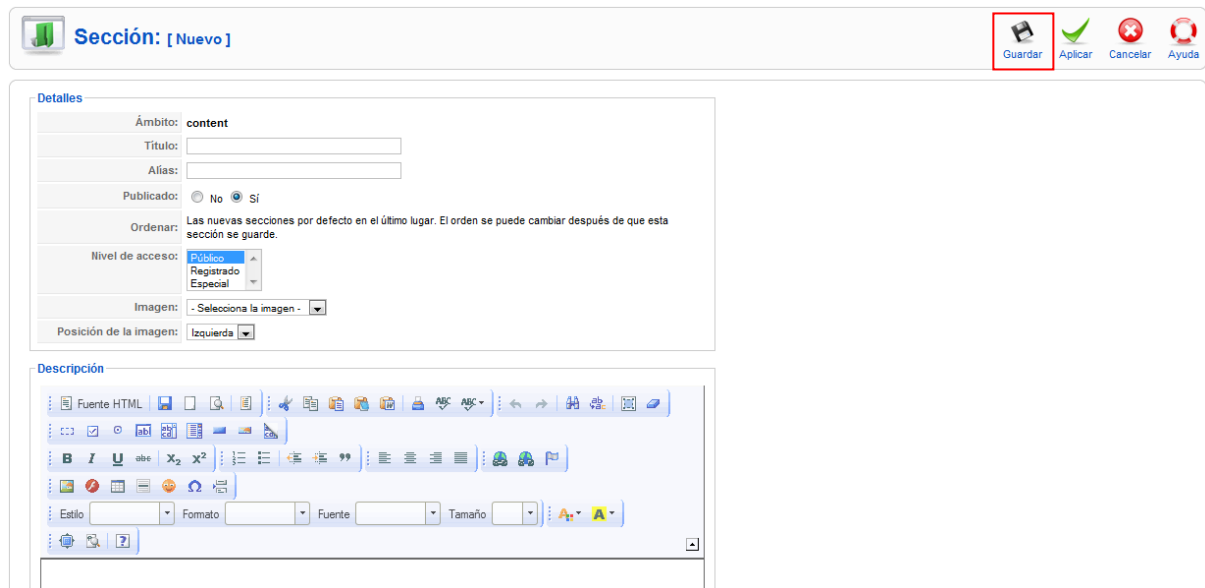 Sección: [ Nuevo ]
Guardar Aplicar Cancelar Ayuda
Detalles
Ámbito: content
Título:
Alias:
Publicado: No Sí
Ordenar: Las nuevas secciones por defecto en el último lugar. El orden se puede cambiar después de que esta
sección se guarde.
Nivel de acceso: Público
Registrado
Especial
Imagen: - Selecciona la imagen -
Posición de la imagen: Izquierda
Descripción
Fuente HTML
Estilo Formato Fuente Tamaño